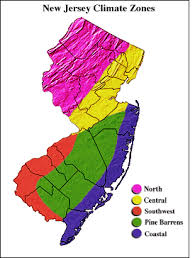 New Jersey Climate Zones
North
Central
Southwest
Pine Barrens
Coastal